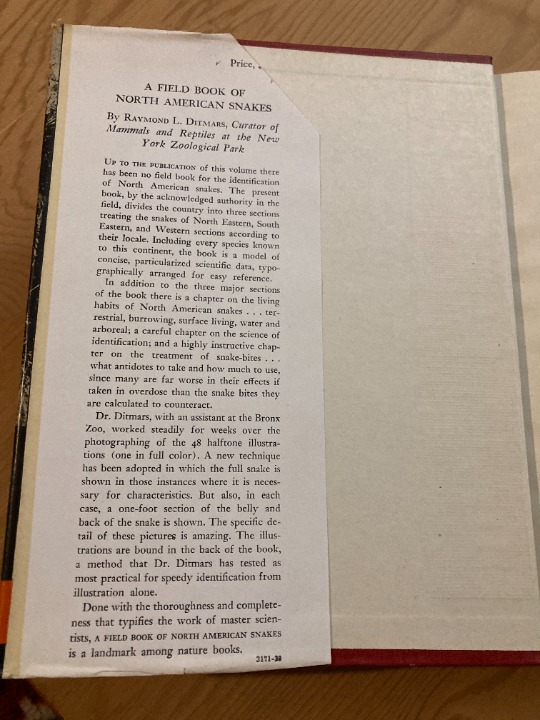 Price,
A FIELD BOOK OF
NORTH AMERICAN SNAKES
By RAYMOND L. DITMARS, Curator of
Mammals and Reptiles at the New
York Zoological Park
UP TO THE PUBLICATION of this volume there
has been no field book for the identification
of North American snakes. The present
book, by the acknowledged authority in the
field, divides the country into three sections
treating the snakes of North Eastern, South
Eastern, and Western sections according to
their locale. Including every species known
to this continent, the book is a model of
concise, particularized scientific data, typo-
graphically arranged for easy reference.
In addition to the three major sections
of the book there is a chapter on the living
habits of North American snakes . . . ter-
restrial, burrowing, surface living, water and
arboreal; a careful chapter on the science of
identification; and a highly instructive chap-
ter on the treatment of snake-bites . . .
what antidotes to take and how much to use,
since many are far worse in their effects if
taken in overdose than the snake bites they
are calculated to counteract.
Dr. Ditmars, with an assistant at the Bronx
Zoo, worked steadily for weeks over the
photographing of the 48 halftone illustra-
tions (one in full color). A new technique
has been adopted in which the full snake is
shown in those instances where it is neces-
sary for characteristics. But also, in each
case, a one-foot section of the belly and
back of the snake is shown. The specific de-
tail of these pictures is amazing. The illus-
trations are bound in the back of the book,
a method that Dr. Ditmars has tested as
most practical for speedy identification from
illustration alone.
Done with the thoroughness and complete-
ness that typifies the work of master scien-
tists, A FIELD BOOK OF NORTH AMERICAN SNAKES
is a landmark among nature books.
3171-39